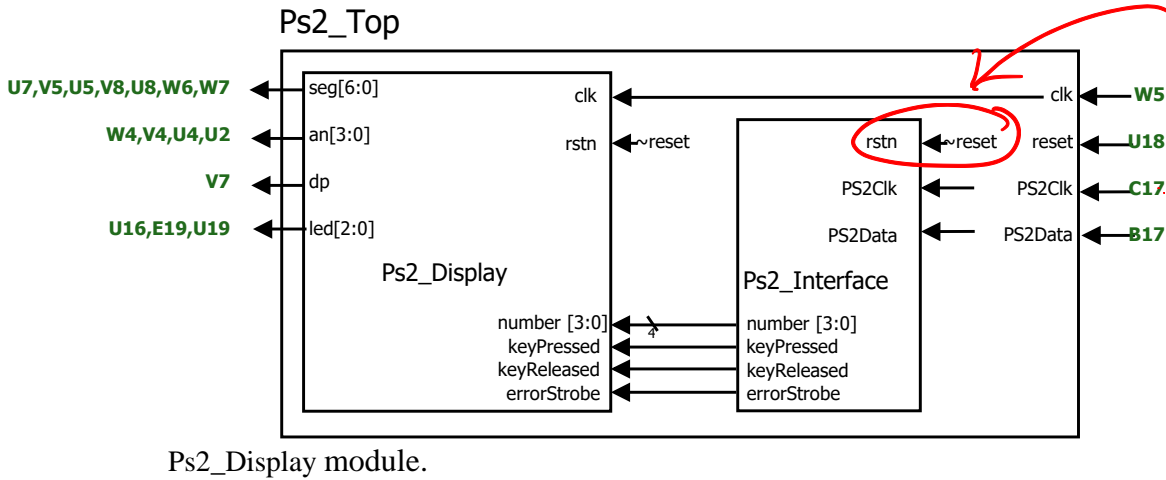 Ps2_Top
U7,V5,U5,V8,U8,W6,W7 seg[6:0] clk clk W5
W4,V4,U4,U2 an[3:0] rstn ~reset rstn ~reset reset U18
V7 dp PS2Clk PS2Clk C17
U16,E19,U19 led[2:0] PS2Data PS2Data B17
Ps2_Display Ps2_Interface
number [3:0] 4 number [3:0]
keyPressed keyPressed
keyReleased keyReleased
errorStrobe errorStrobe
Ps2_Display module.